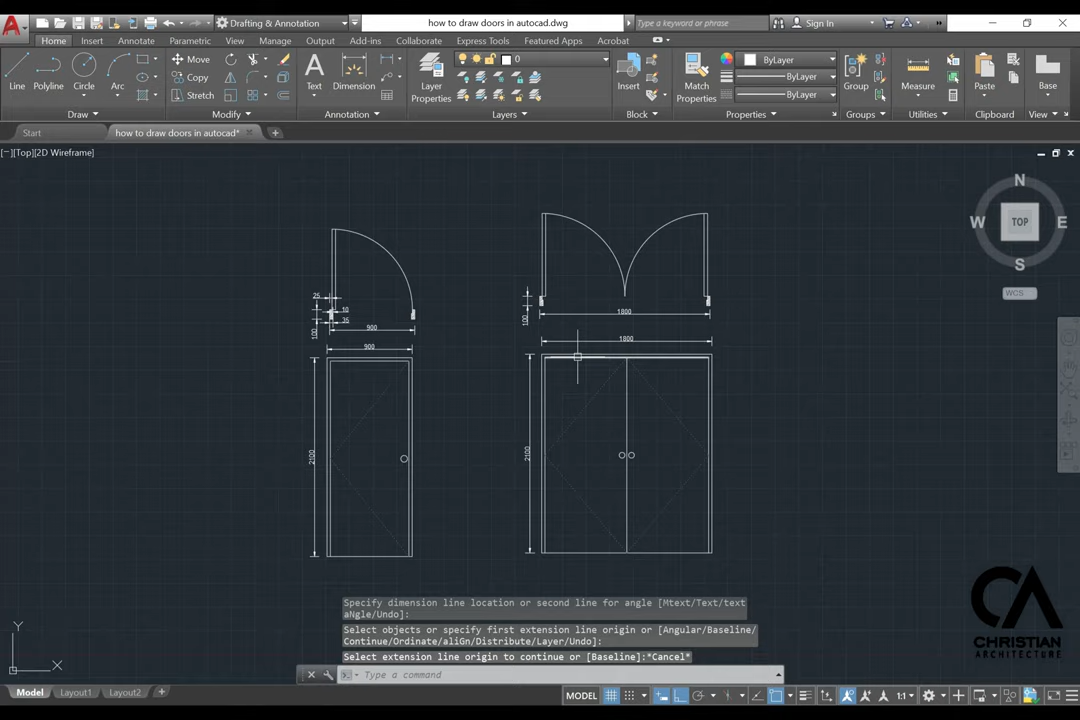 Drafting & Annotation
how to draw doors in autocad.dwg
Type a keyword or phrase
Sign In
Home Insert Annotate Parametric View Manage Output Add-ins Collaborate Express Tools Featured Apps Acrobat
Line Polyline Circle Arc
Move
Copy
Stretch
Text Dimension
Layer Properties
0
Insert
Match Properties
ByLayer
ByLayer
ByLayer
Group
Measure
Paste
Base
Draw Modify Annotation Layers Block Properties Groups Utilities Clipboard View
Start
how to draw doors in autocad*
[−][Top][2D Wireframe]
N
W TOP E
S
WCS
25
10
35
100
900
900
2100
100
1800
1800
2100
Specify dimension line location or second line for angle [Mtext/Text/text
aNgle/Undo]:
Select objects or specify first extension line origin or [Angular/Baseline/
Continue/Ordinate/aliGn/Distribute/Layer/Undo]:
Select extension line origin to continue or [Baseline]:*Cancel*
Type a command
Y
X
CA
CHRISTIAN
ARCHITECTURE
Model Layout1 Layout2
MODEL
1:1